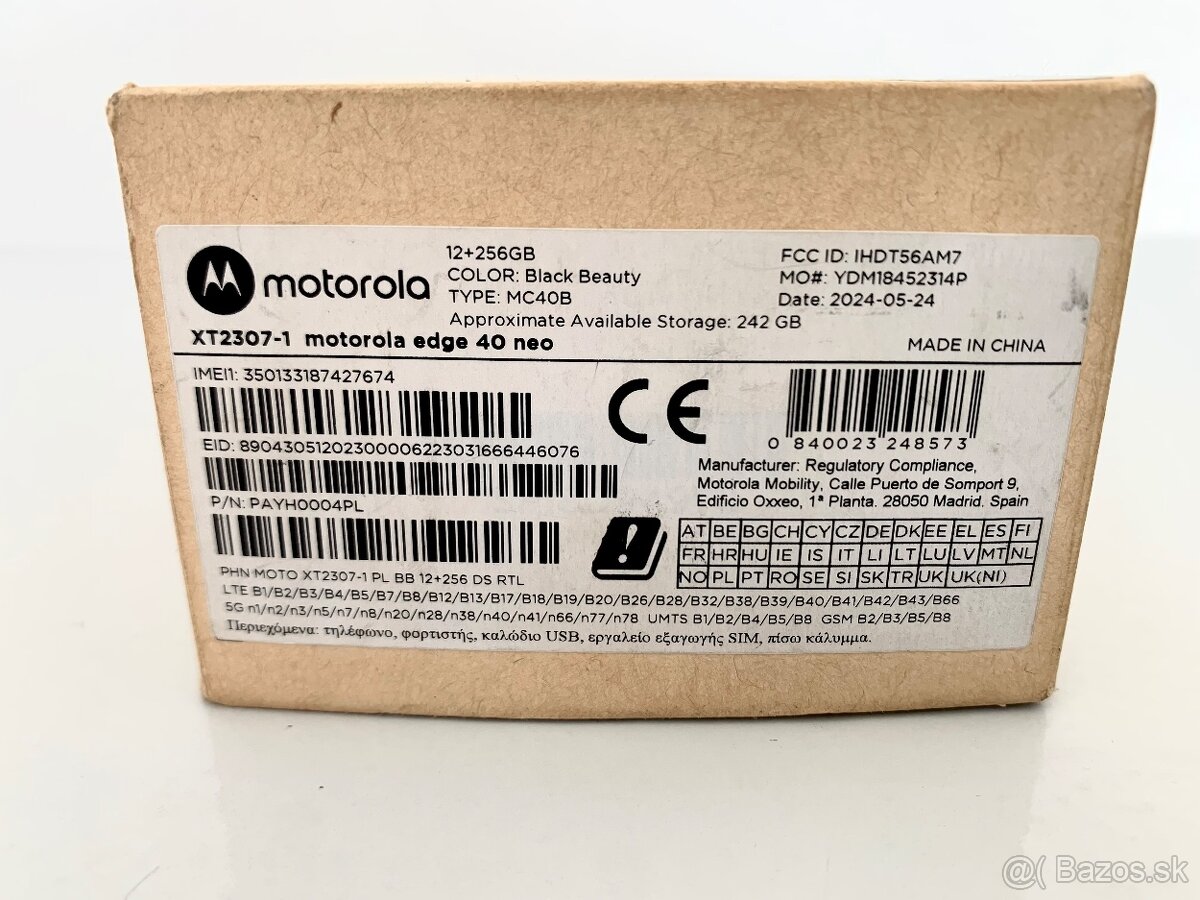 motorola
12+256GB
COLOR: Black Beauty
TYPE: MC40B
Approximate Available Storage: 242 GB
FCC ID: IHDT56AM7
MO#: YDM18452314P
Date: 2024-05-24
XT2307-1 motorola edge 40 neo
MADE IN CHINA
IMEI1: 350133187427674
EID: 89043051202300006223031666446076
P/N: PAYH0004PL
CE
0 840023 248573
Manufacturer: Regulatory Compliance,
Motorola Mobility, Calle Puerto de Somport 9,
Edificio Oxxeo, 1ª Planta. 28050 Madrid. Spain
AT BE BG CH CY CZ DE DK EE EL ES FI
FR HR HU IE IS IT LI LT LU LV MT NL
NO PL PT RO SE SI SK TR UK UK(NI)
PHN MOTO XT2307-1 PL BB 12+256 DS RTL
LTE B1/B2/B3/B4/B5/B7/B8/B12/B13/B17/B18/B19/B20/B26/B28/B32/B38/B39/B40/B41/B42/B43/B66
5G n1/n2/n3/n5/n7/n8/n20/n28/n38/n40/n41/n66/n77/n78 UMTS B1/B2/B4/B5/B8 GSM B2/B3/B5/B8
Περιεχόμενα: τηλέφωνο, φορτιστής, καλώδιο USB, εργαλείο εξαγωγής SIM, πίσω κάλυμμα.
@( Bazos.sk